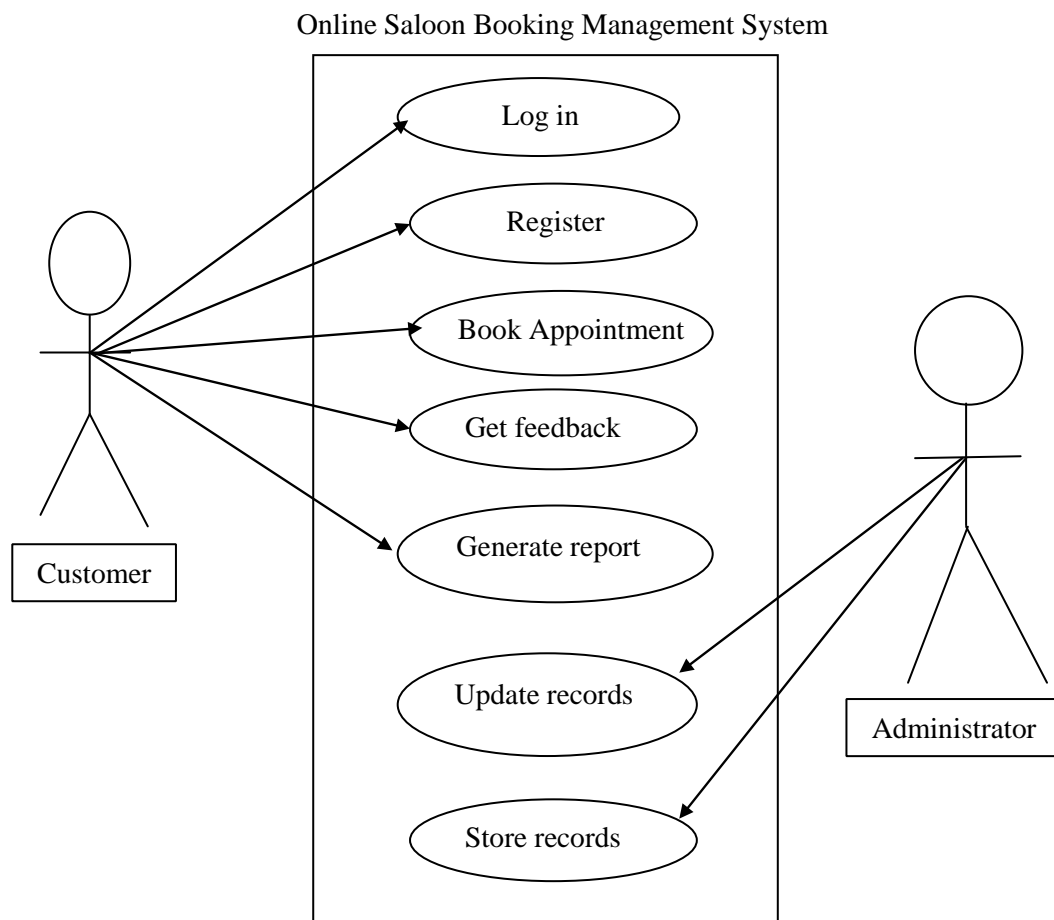 Online Saloon Booking Management System
Log in
Register
Book Appointment
Get feedback
Generate report
Customer
Update records
Administrator
Store records